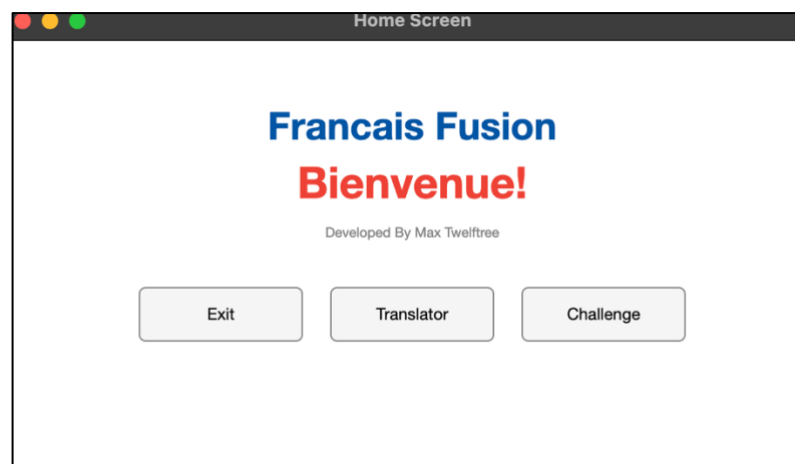 Home Screen
Francais Fusion
Bienvenue!
Developed By Max Twelftree
Exit Translator Challenge